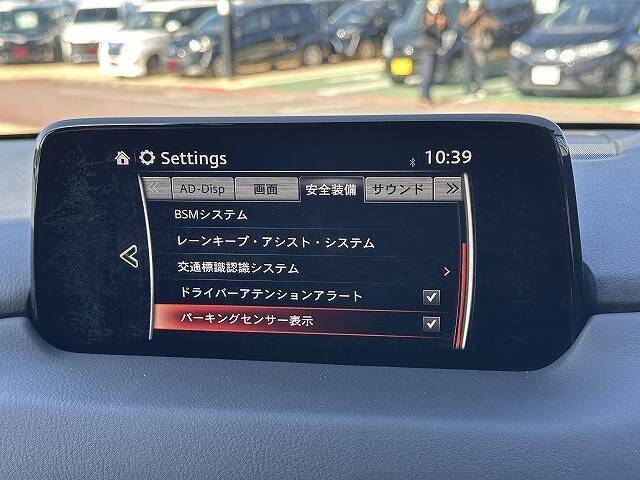 Settings
10:39
AD-Disp 画面 安全装備 サウンド
BSMシステム
レーンキープ・アシスト・システム
交通標識認識システム
ドライバーアテンションアラート
パーキングセンサー表示